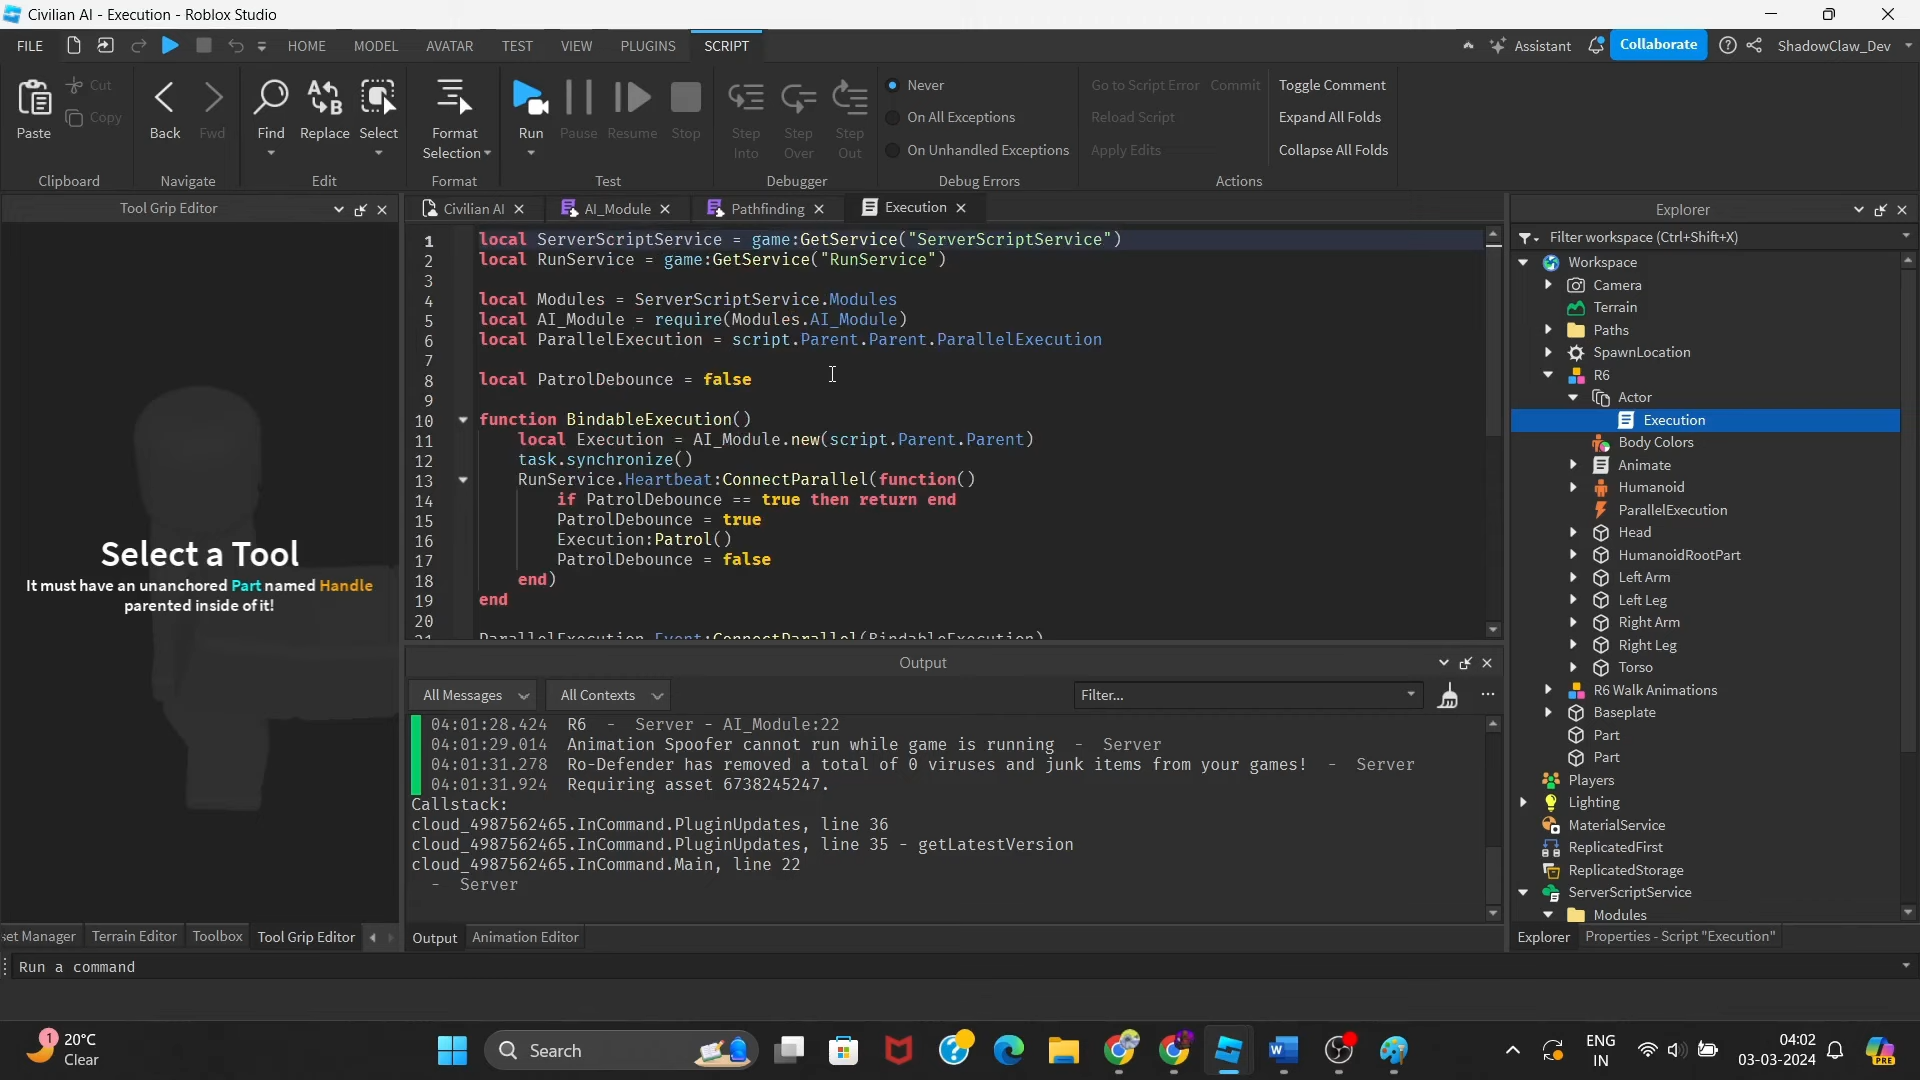 Civilian AI - Execution - Roblox Studio
FILE HOME MODEL AVATAR TEST VIEW PLUGINS SCRIPT Assistant Collaborate ShadowClaw_Dev
Paste Cut Copy
Clipboard
Back Fwd
Navigate
Find Replace Select
Edit
Format
Selection
Format
Run Pause Resume Stop
Test
Step Into Step Over Step Out
Debugger
Never
On All Exceptions
On Unhandled Exceptions
Debug Errors
Go to Script Error Commit
Reload Script
Apply Edits
Toggle Comment
Expand All Folds
Collapse All Folds
Actions
Tool Grip Editor
Select a Tool
It must have an unanchored Part named Handle
parented inside of it!
set Manager Terrain Editor Toolbox Tool Grip Editor
Civilian AI AI_Module Pathfinding Execution
1 local ServerScriptService = game:GetService("ServerScriptService")
2 local RunService = game:GetService("RunService")
3
4 local Modules = ServerScriptService.Modules
5 local AI_Module = require(Modules.AI_Module)
6 local ParallelExecution = script.Parent.Parent.ParallelExecution
7
8 local PatrolDebounce = false
9
10 function BindableExecution()
11 local Execution = AI_Module.new(script.Parent.Parent)
12 task.synchronize()
13 RunService.Heartbeat:ConnectParallel(function()
14 if PatrolDebounce == true then return end
15 PatrolDebounce = true
16 Execution:Patrol()
17 PatrolDebounce = false
18 end)
19 end
20
21 ParallelExecution.Event:ConnectParallel(BindableExecution)
Output
All Messages All Contexts Filter...
04:01:28.424 R6 - Server - AI_Module:22
04:01:29.014 Animation Spoofer cannot run while game is running - Server
04:01:31.278 Ro-Defender has removed a total of 0 viruses and junk items from your games! - Server
04:01:31.924 Requiring asset 6738245247.
Callstack:
cloud_4987562465.InCommand.PluginUpdates, line 36
cloud_4987562465.InCommand.PluginUpdates, line 35 - getLatestVersion
cloud_4987562465.InCommand.Main, line 22
- Server
Output Animation Editor
Explorer
Filter workspace (Ctrl+Shift+X)
Workspace
Camera
Terrain
Paths
SpawnLocation
R6
Actor
Execution
Body Colors
Animate
Humanoid
ParallelExecution
Head
HumanoidRootPart
Left Arm
Left Leg
Right Arm
Right Leg
Torso
R6 Walk Animations
Baseplate
Part
Part
Players
Lighting
MaterialService
ReplicatedFirst
ReplicatedStorage
ServerScriptService
Modules
Explorer Properties - Script "Execution"
Run a command
1 20°C
Clear
Search
ENG
IN
04:02
03-03-2024
PRE